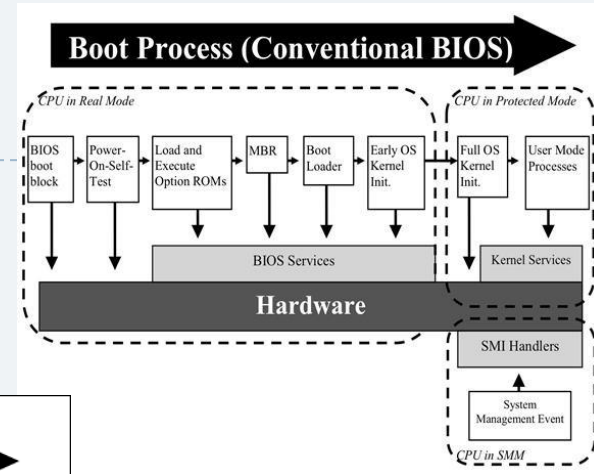 Boot Process (Conventional BIOS)
CPU in Real Mode
CPU in Protected Mode
BIOS
boot
block
Power-
On-Self-
Test
Load and
Execute
Option ROMs
MBR
Boot
Loader
Early OS
Kernel
Init.
Full OS
Kernel
Init.
User Mode
Processes
BIOS Services
Kernel Services
Hardware
SMI Handlers
System
Management Event
CPU in SMM